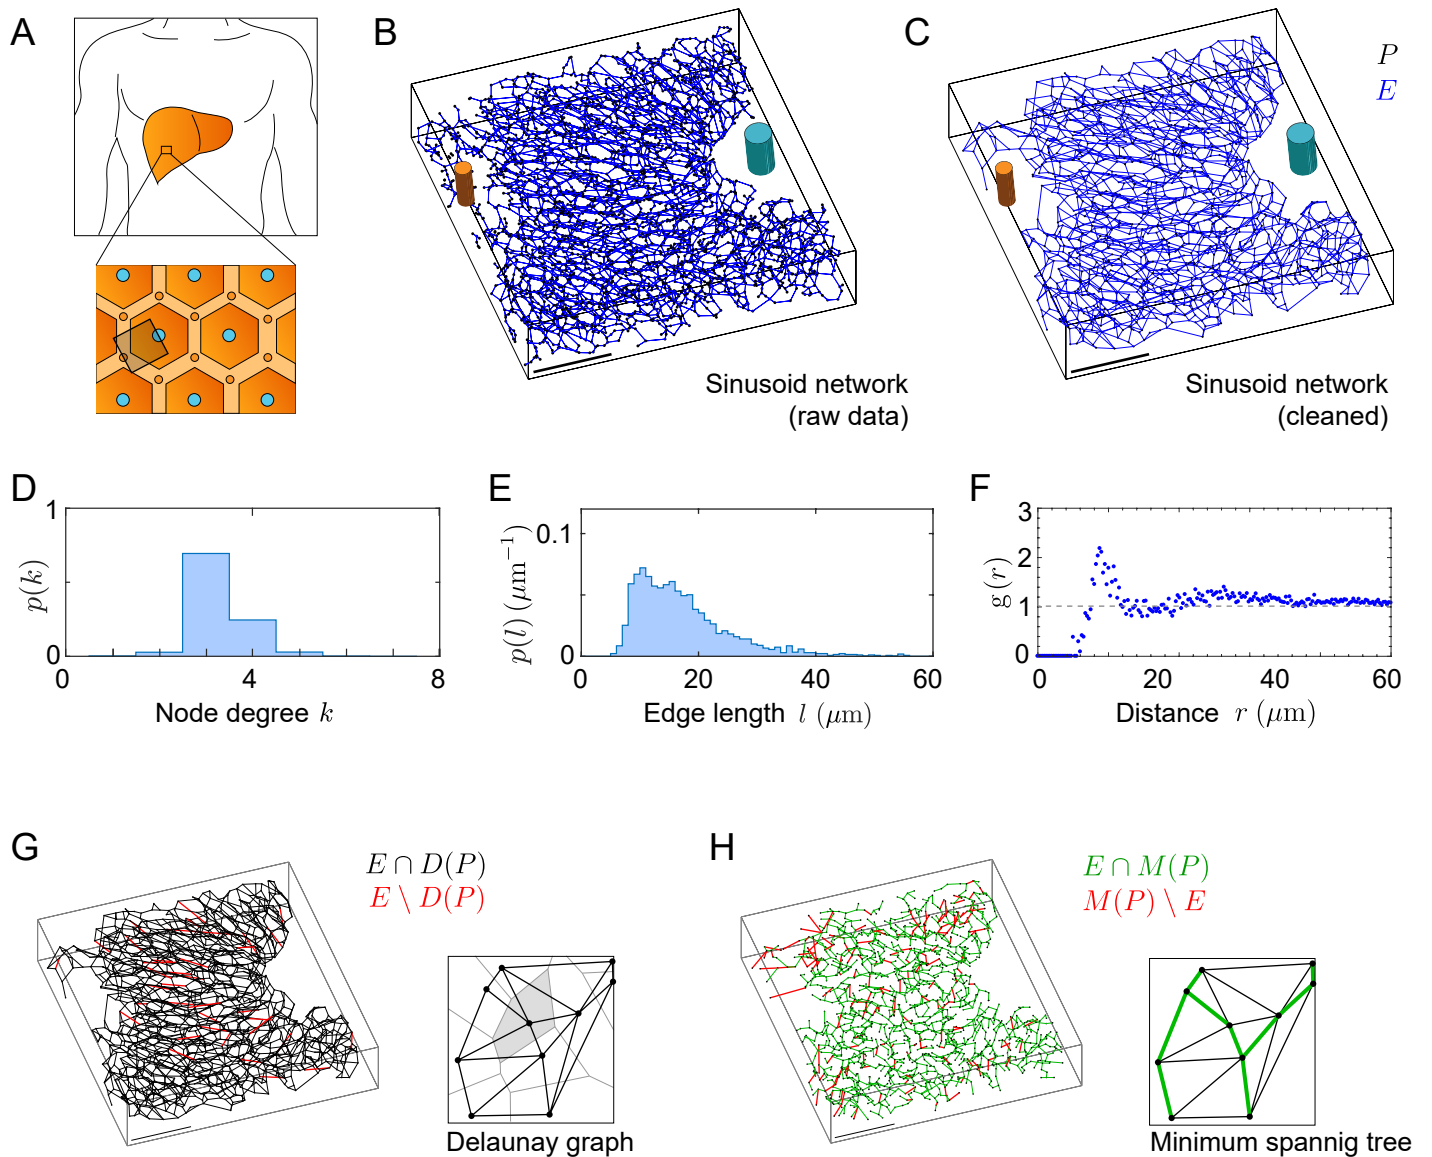 A
B
C
P
E
Sinusoid network
(raw data)
Sinusoid network
(cleaned)
D
1
p(k)
0
0
4
8
Node degree k
E
0.1
p(l) (μm⁻¹)
0
0
20
40
60
Edge length l (μm)
F
3
2
g(r)
1
0
0
20
40
60
Distance r (μm)
G
E ∩ D(P)
E \ D(P)
Delaunay graph
H
E ∩ M(P)
M(P) \ E
Minimum spannig tree